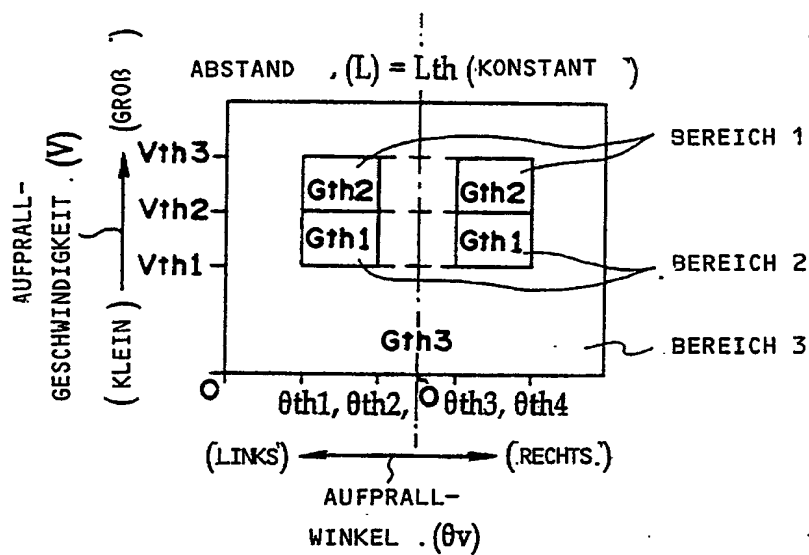 ABSTAND , (L) = Lth (KONSTANT )
AUFPRALL-
GESCHWINDIGKEIT . (V)
(KLEIN) (GROß .)
Vth3
Vth2
Vth1
O
Gth2 Gth2
Gth1 Gth1
Gth3
BEREICH 1
BEREICH 2
BEREICH 3
θth1, θth2, O θth3, θth4
(LINKS) (.RECHTS.)
AUFPRALL-
WINKEL . (θv)